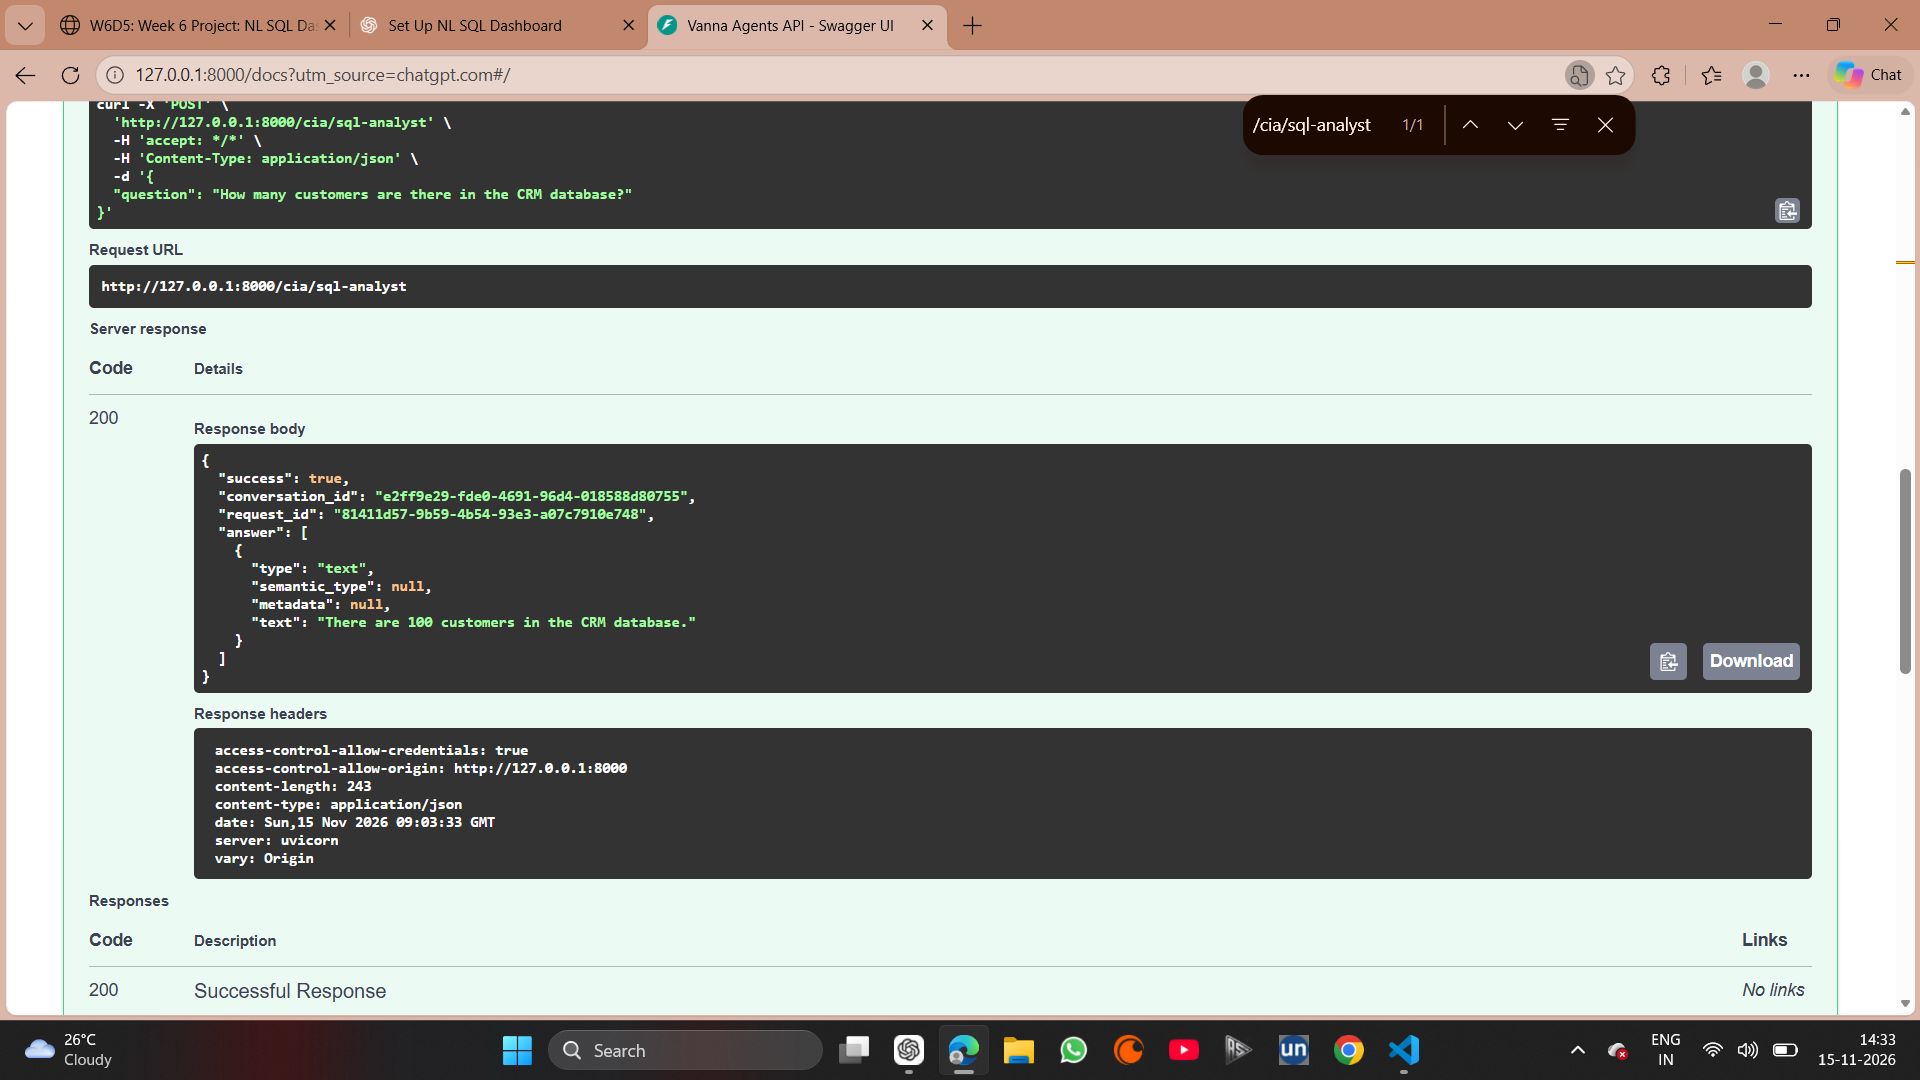 W6D5: Week 6 Project: NL SQL Da
Set Up NL SQL Dashboard
Vanna Agents API - Swagger UI
127.0.0.1:8000/docs?utm_source=chatgpt.com#/
Chat
/cia/sql-analyst
1/1
curl -X 'POST' \
'http://127.0.0.1:8000/cia/sql-analyst' \
-H 'accept: */*' \
-H 'Content-Type: application/json' \
-d '{
"question": "How many customers are there in the CRM database?"
}'
Request URL
http://127.0.0.1:8000/cia/sql-analyst
Server response
Code Details
200
Response body
{
"success": true,
"conversation_id": "e2ff9e29-fde0-4691-96d4-018588d80755",
"request_id": "81411d57-9b59-4b54-93e3-a07c7910e748",
"answer": [
{
"type": "text",
"semantic_type": null,
"metadata": null,
"text": "There are 100 customers in the CRM database."
}
]
}
Download
Response headers
access-control-allow-credentials: true
access-control-allow-origin: http://127.0.0.1:8000
content-length: 243
content-type: application/json
date: Sun,15 Nov 2026 09:03:33 GMT
server: uvicorn
vary: Origin
Responses
Code Description Links
200 Successful Response No links
26°C
Cloudy
Search
un
ENG
IN
14:33
15-11-2026